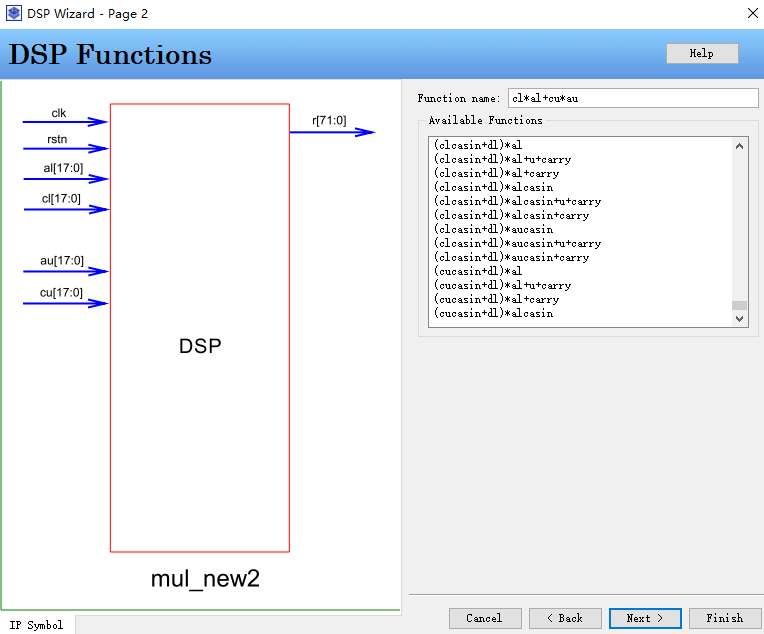 DSP Wizard - Page 2
DSP Functions
Help
clk
rstn
al[17:0]
cl[17:0]
au[17:0]
cu[17:0]
r[71:0]
DSP
mul_new2
IP Symbol
Function name: cl*al+cu*au
Available Functions
(clcasin+dl)*al
(clcasin+dl)*al+u+carry
(clcasin+dl)*al+carry
(clcasin+dl)*alcasin
(clcasin+dl)*alcasin+u+carry
(clcasin+dl)*alcasin+carry
(clcasin+dl)*aucasin
(clcasin+dl)*aucasin+u+carry
(clcasin+dl)*aucasin+carry
(cucasin+dl)*al
(cucasin+dl)*al+u+carry
(cucasin+dl)*al+carry
(cucasin+dl)*alcasin
Cancel
< Back
Next >
Finish